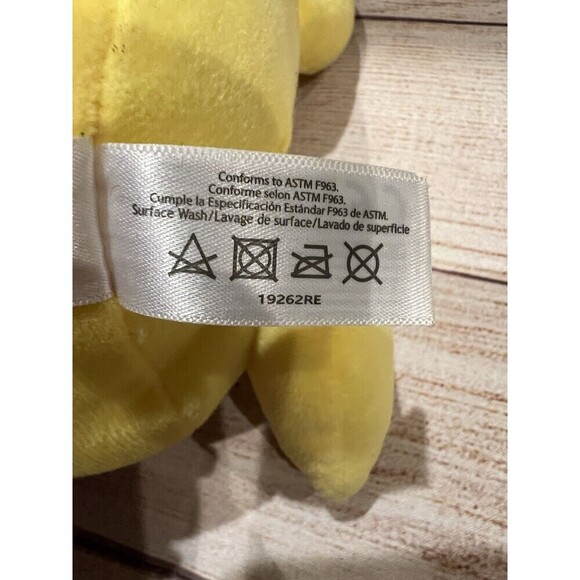 Conforms to ASTM F963.
Conforme selon ASTM F963.
Cumple la Especificación Estándar F963 de ASTM.
Surface Wash/Lavage de surface/Lavado de superficie
19262RE